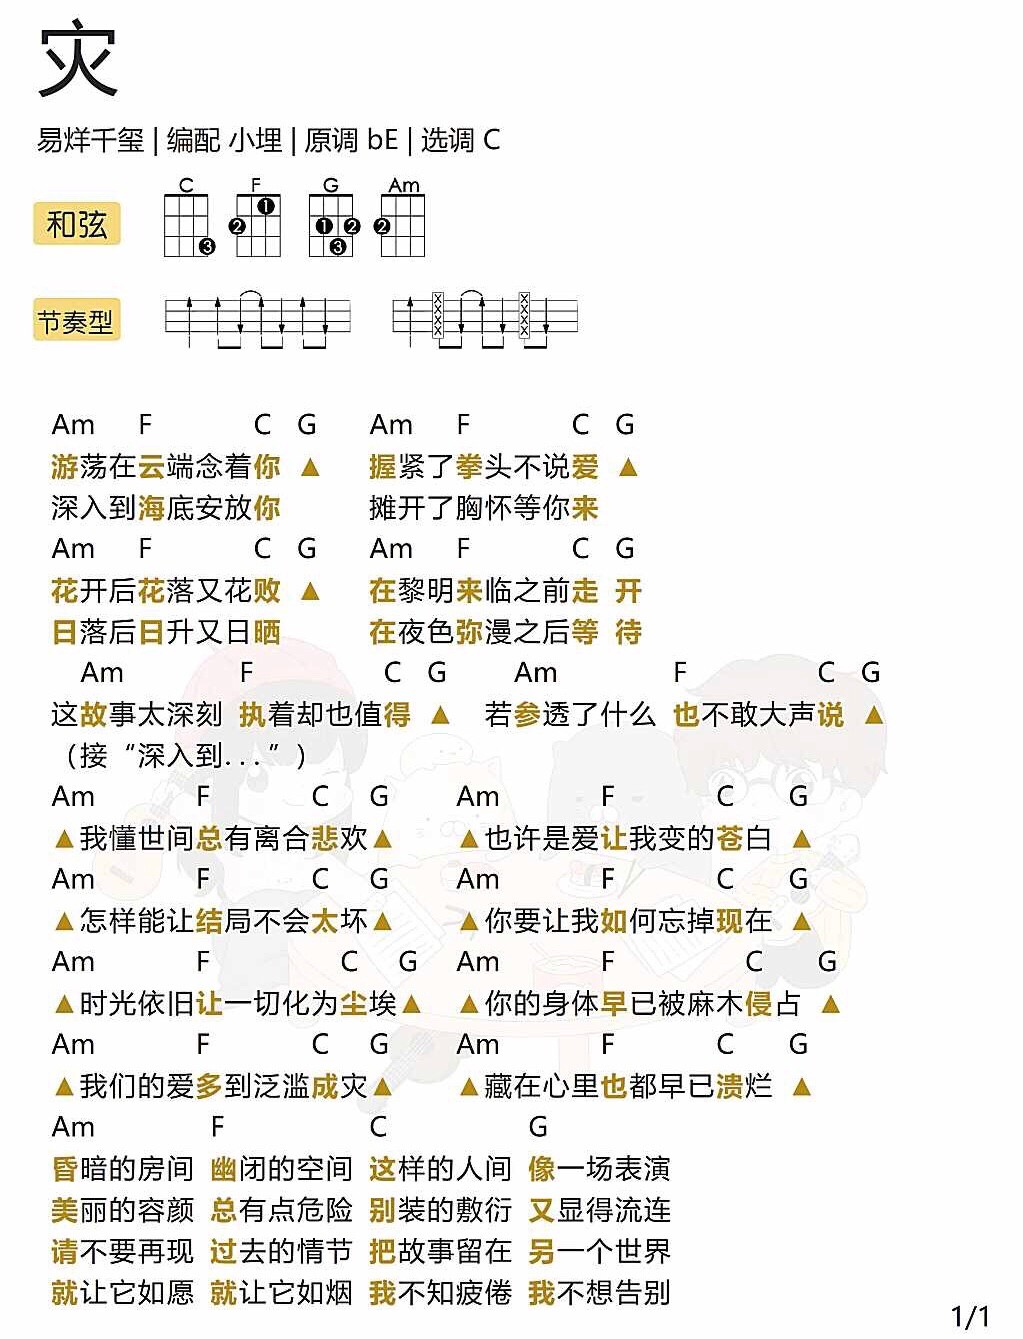 灾
易烊千玺 | 编配 小埋 | 原调 bE | 选调 C
C F G Am
和弦
1 2 3 1 2 3 2
节奏型
Am F C G Am F C G
游荡在云端念着你 ▲ 握紧了拳头不说爱 ▲
深入到海底安放你 摊开了胸怀等你来
Am F C G Am F C G
花开后花落又花败 ▲ 在黎明来临之前走 开
日落后日升又日晒 在夜色弥漫之后等 待
Am F C G Am F C G
这故事太深刻 执着却也值得 ▲ 若参透了什么 也不敢大声说 ▲
（接“深入到...”）
Am F C G Am F C G
▲我懂世间总有离合悲欢▲ ▲也许是爱让我变的苍白 ▲
Am F C G Am F C G
▲怎样能让结局不会太坏▲ ▲你要让我如何忘掉现在 ▲
Am F C G Am F C G
▲时光依旧让一切化为尘埃▲ ▲你的身体早已被麻木侵占 ▲
Am F C G Am F C G
▲我们的爱多到泛滥成灾▲ ▲藏在心里也都早已溃烂 ▲
Am F C G
昏暗的房间 幽闭的空间 这样的人间 像一场表演
美丽的容颜 总有点危险 别装的敷衍 又显得流连
请不要再现 过去的情节 把故事留在 另一个世界
就让它如愿 就让它如烟 我不知疲倦 我不想告别
1/1